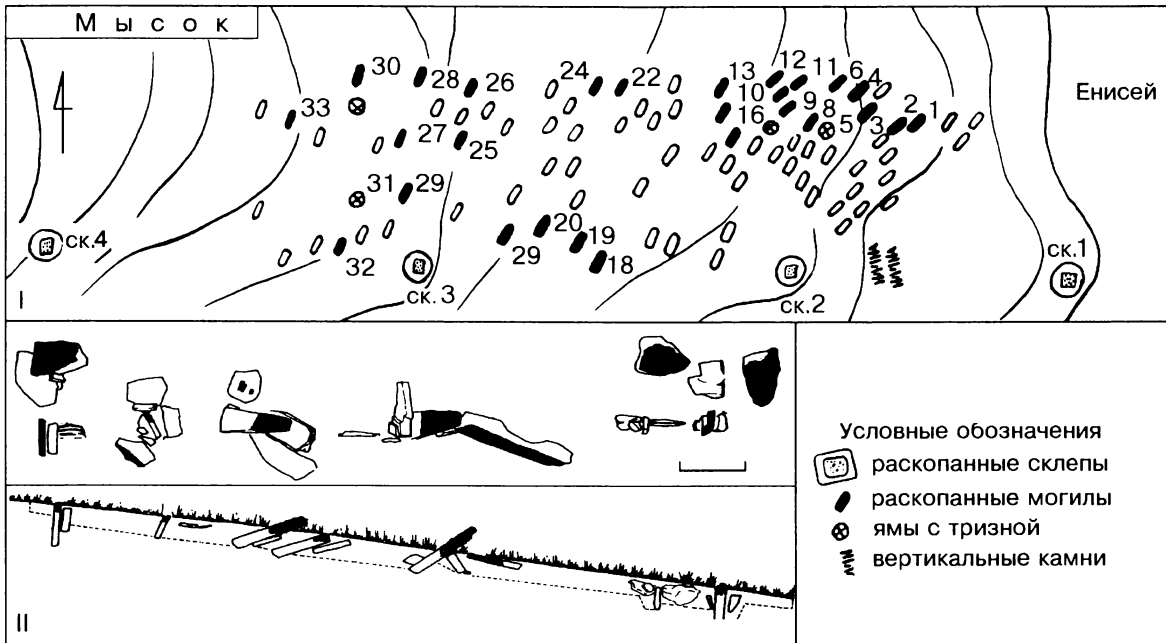 Мысок
Енисей
30 28 26 24 22 13 12 11 6 4
33 10 9 8 2 1
27 25 16 5 3
31 29
20
29 19
32 18
ск.4 ск.3 ск.2 ск.1
I
II
Условные обозначения
раскопанные склепы
раскопанные могилы
ямы с тризной
вертикальные камни